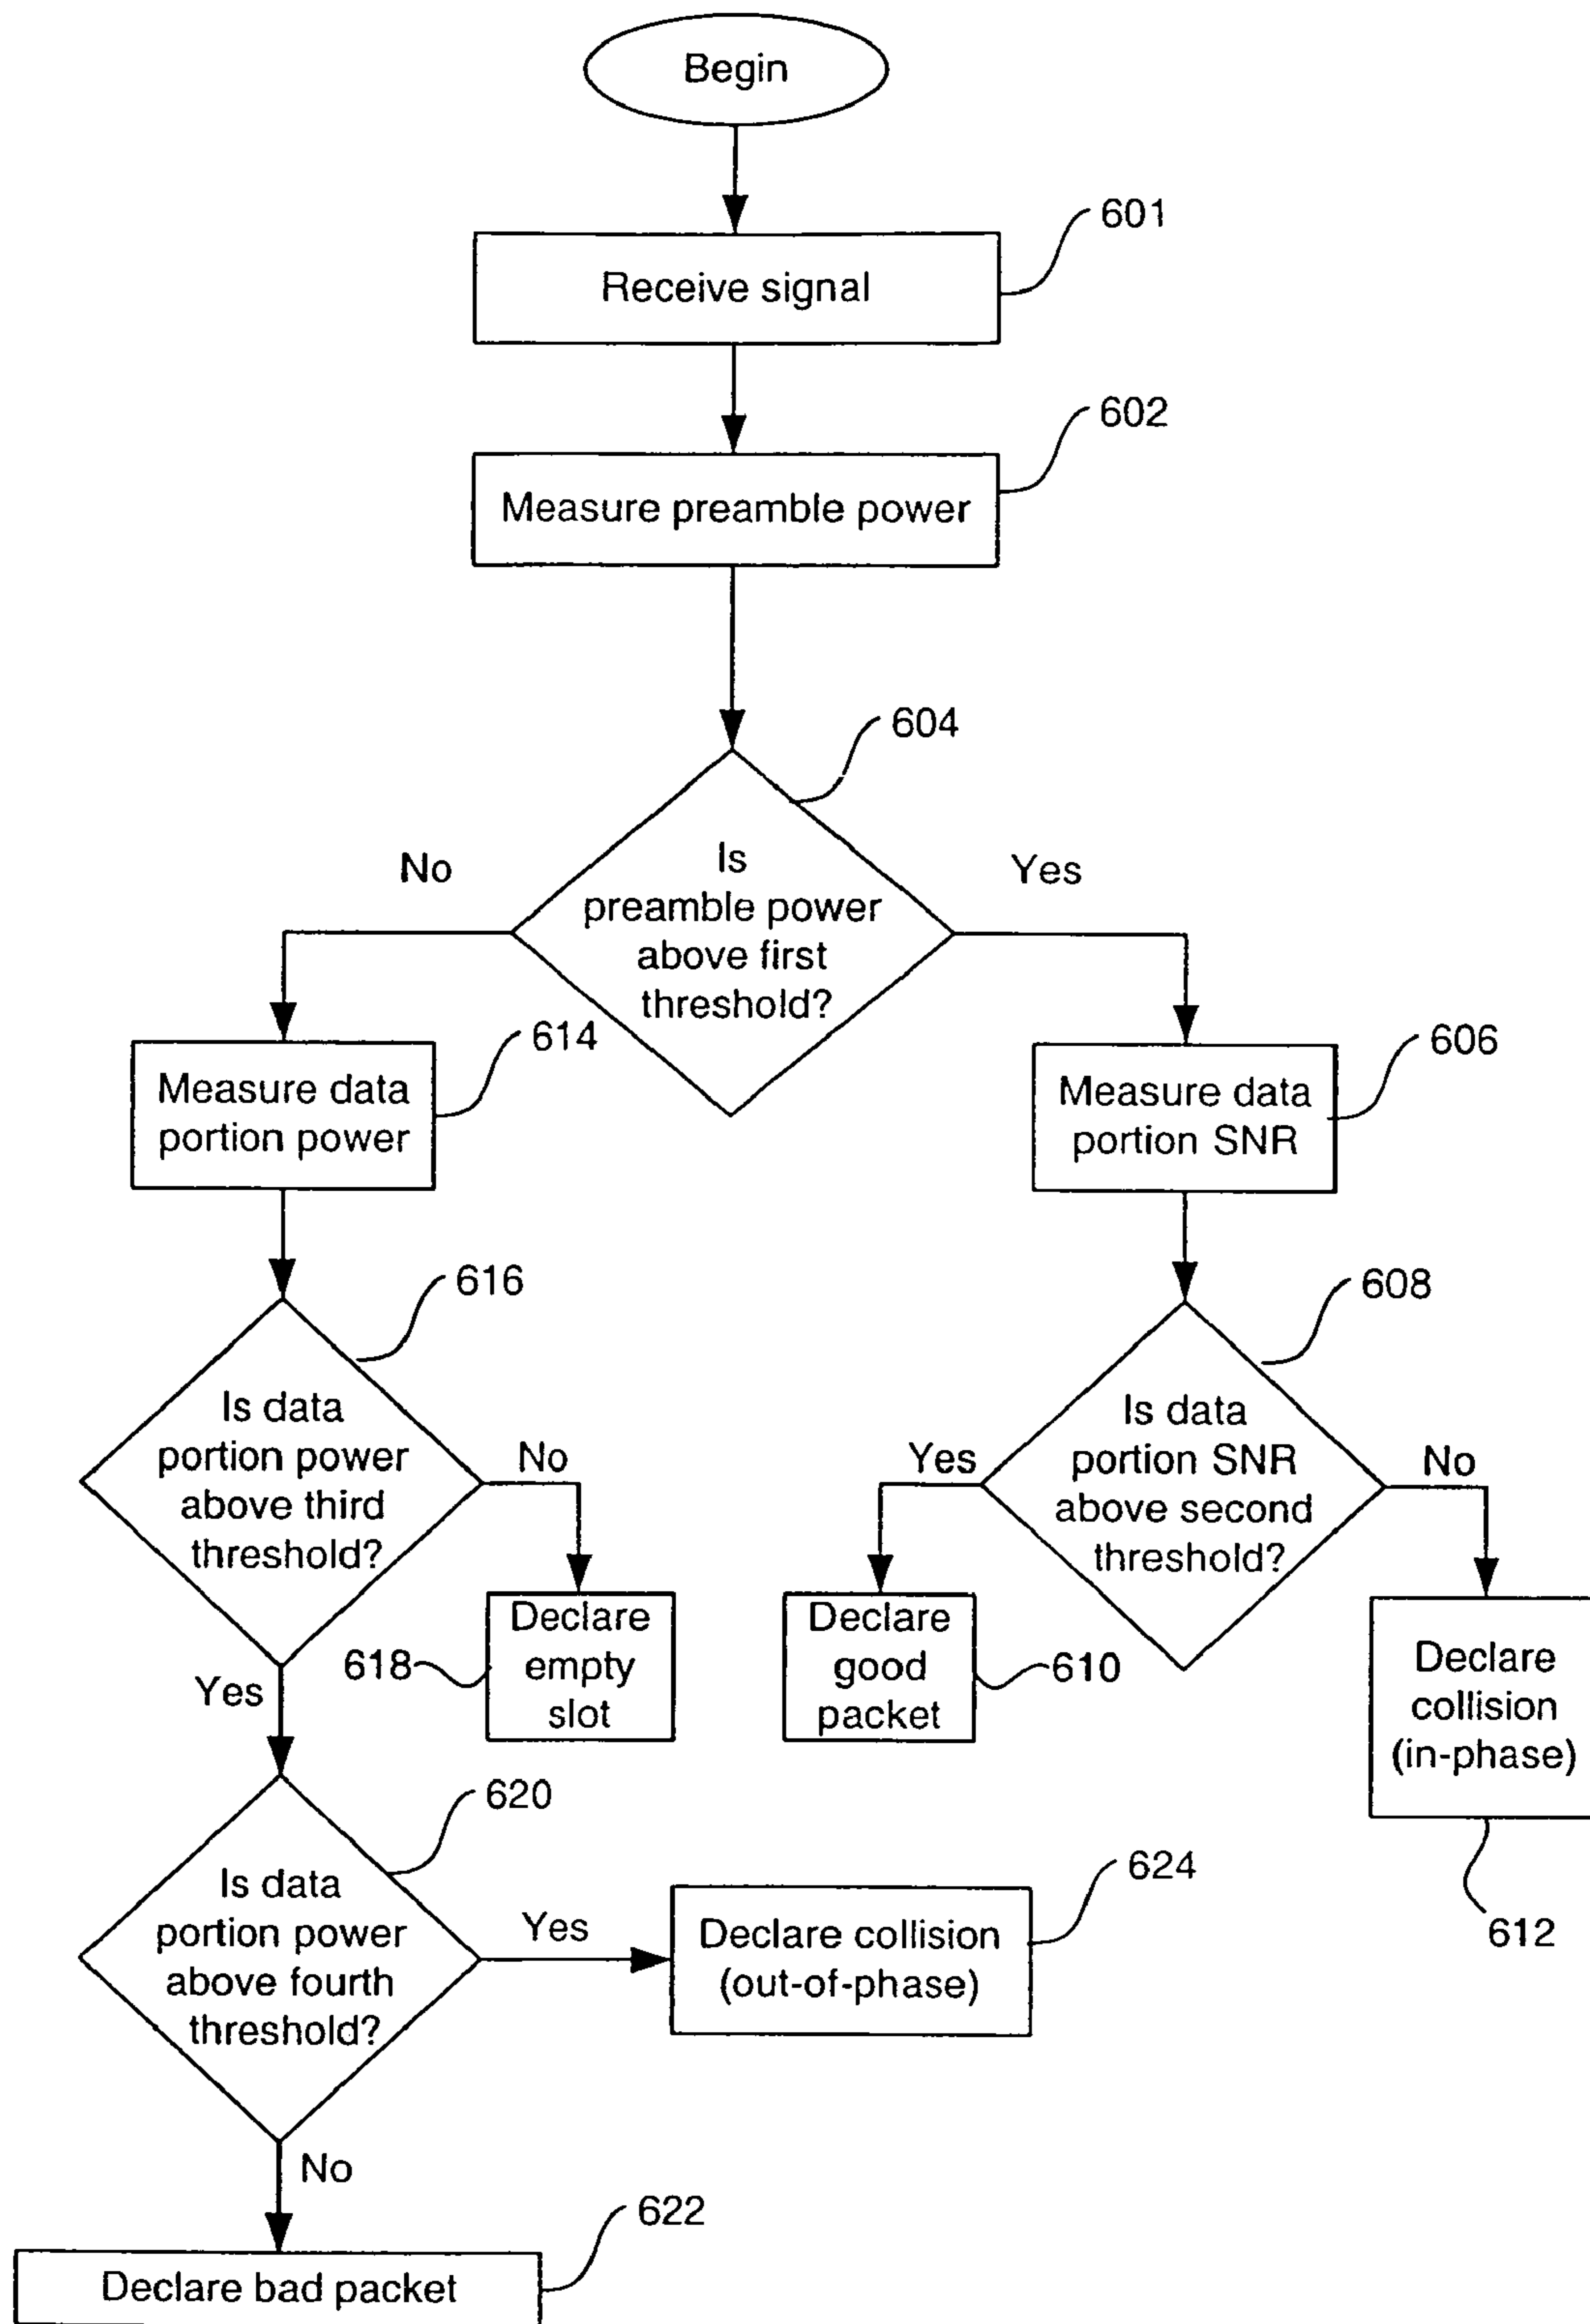 Begin
601
Receive signal
602
Measure preamble power
604
No
Is
preamble power
above first
threshold?
Yes
614
Measure data
portion power
606
Measure data
portion SNR
616
Is data
portion power
above third
threshold?
No
608
Is data
portion SNR
above second
threshold?
Yes
No
618
Declare
empty
slot
Declare
good
packet
610
Declare
collision
(in-phase)
612
Yes
620
Is data
portion power
above fourth
threshold?
Yes
624
Declare collision
(out-of-phase)
No
622
Declare bad packet